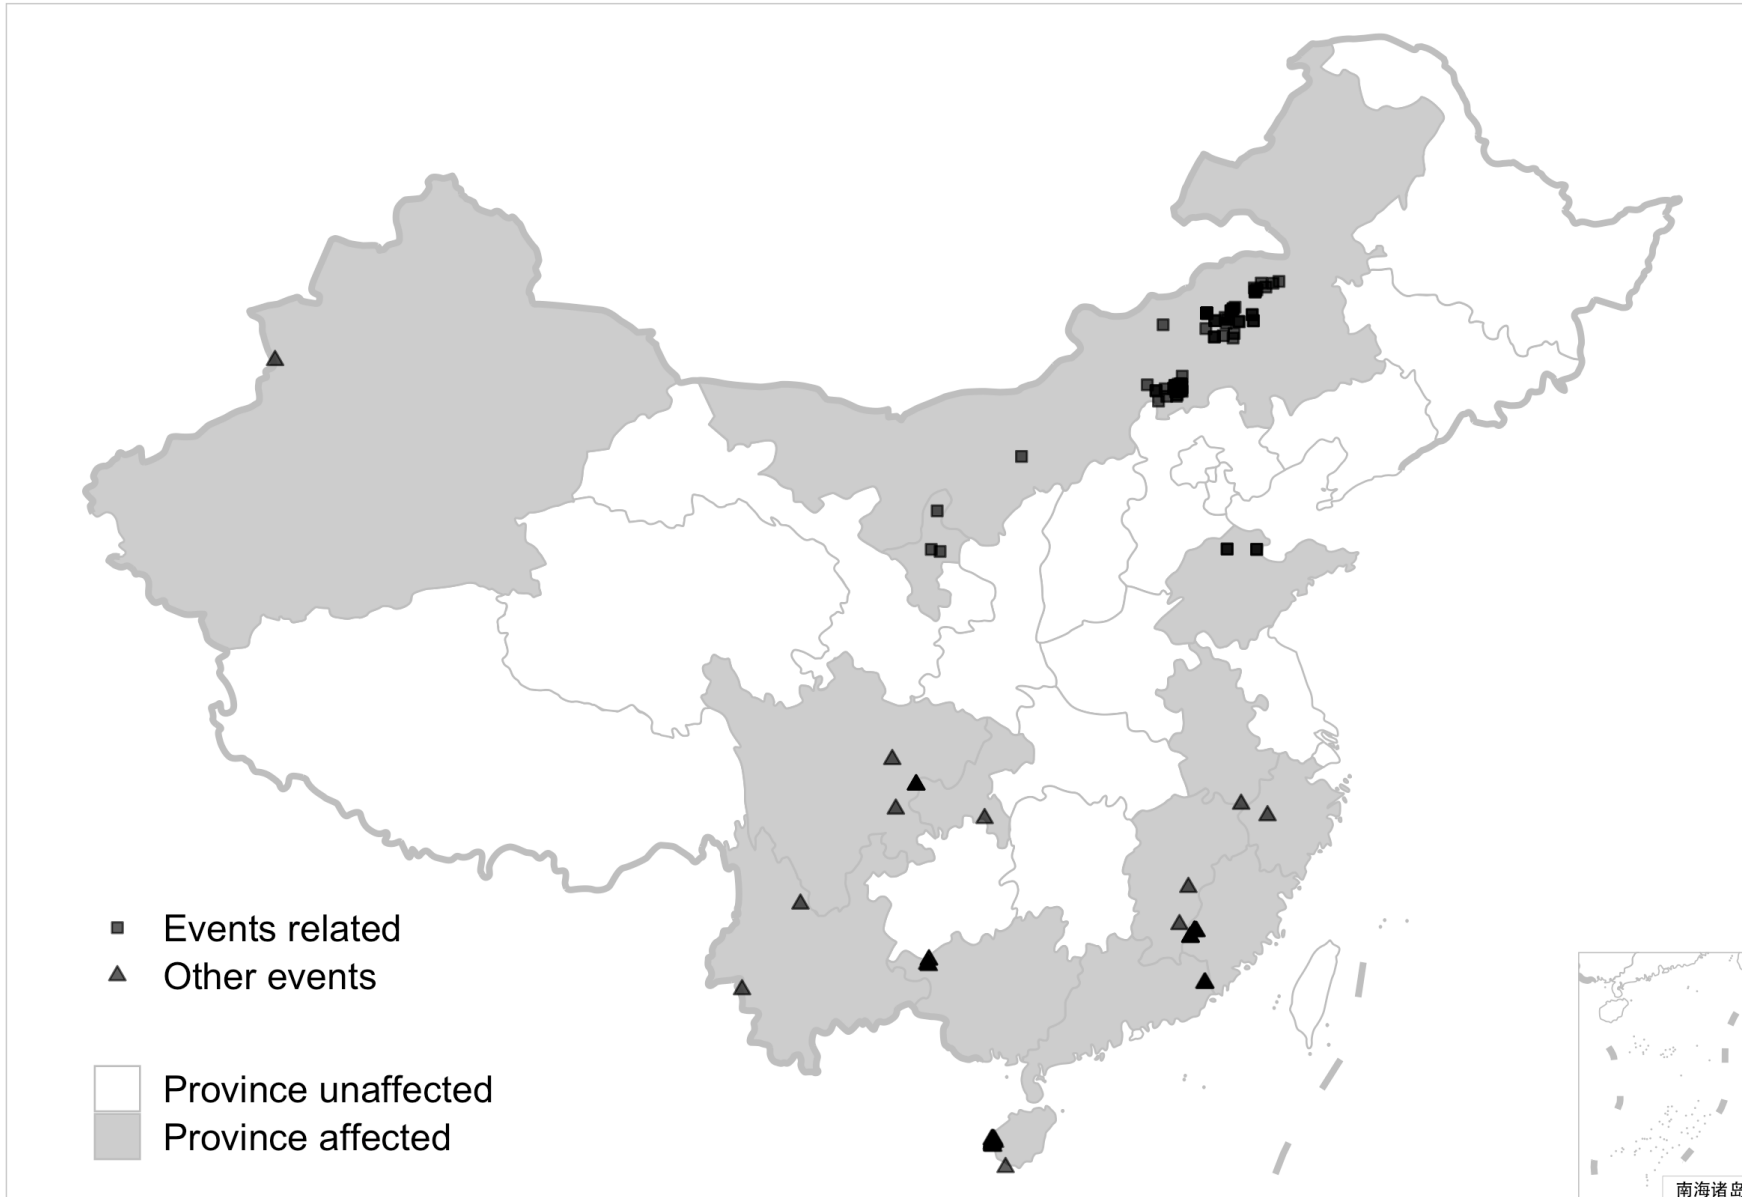 Events related
Other events
Province unaffected
Province affected
南海诸岛